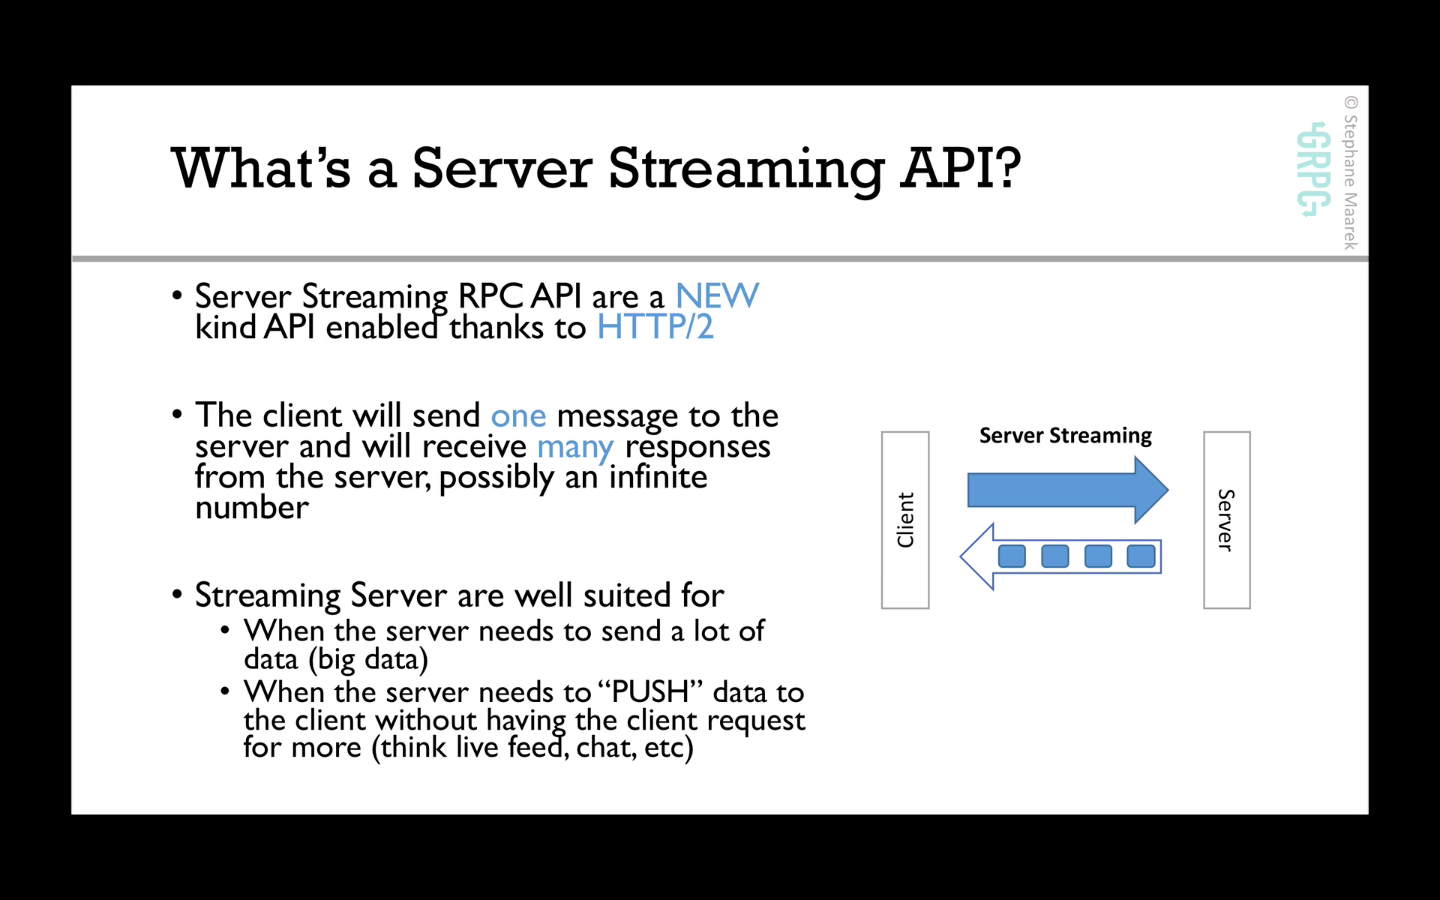 What's a Server Streaming API?
© Stephane Maarek
GRPC
• Server Streaming RPC API are a NEW
kind API enabled thanks to HTTP/2
• The client will send one message to the
server and will receive many responses
from the server, possibly an infinite
number
• Streaming Server are well suited for
• When the server needs to send a lot of
data (big data)
• When the server needs to “PUSH” data to
the client without having the client request
for more (think live feed, chat, etc)
Server Streaming
Client
Server